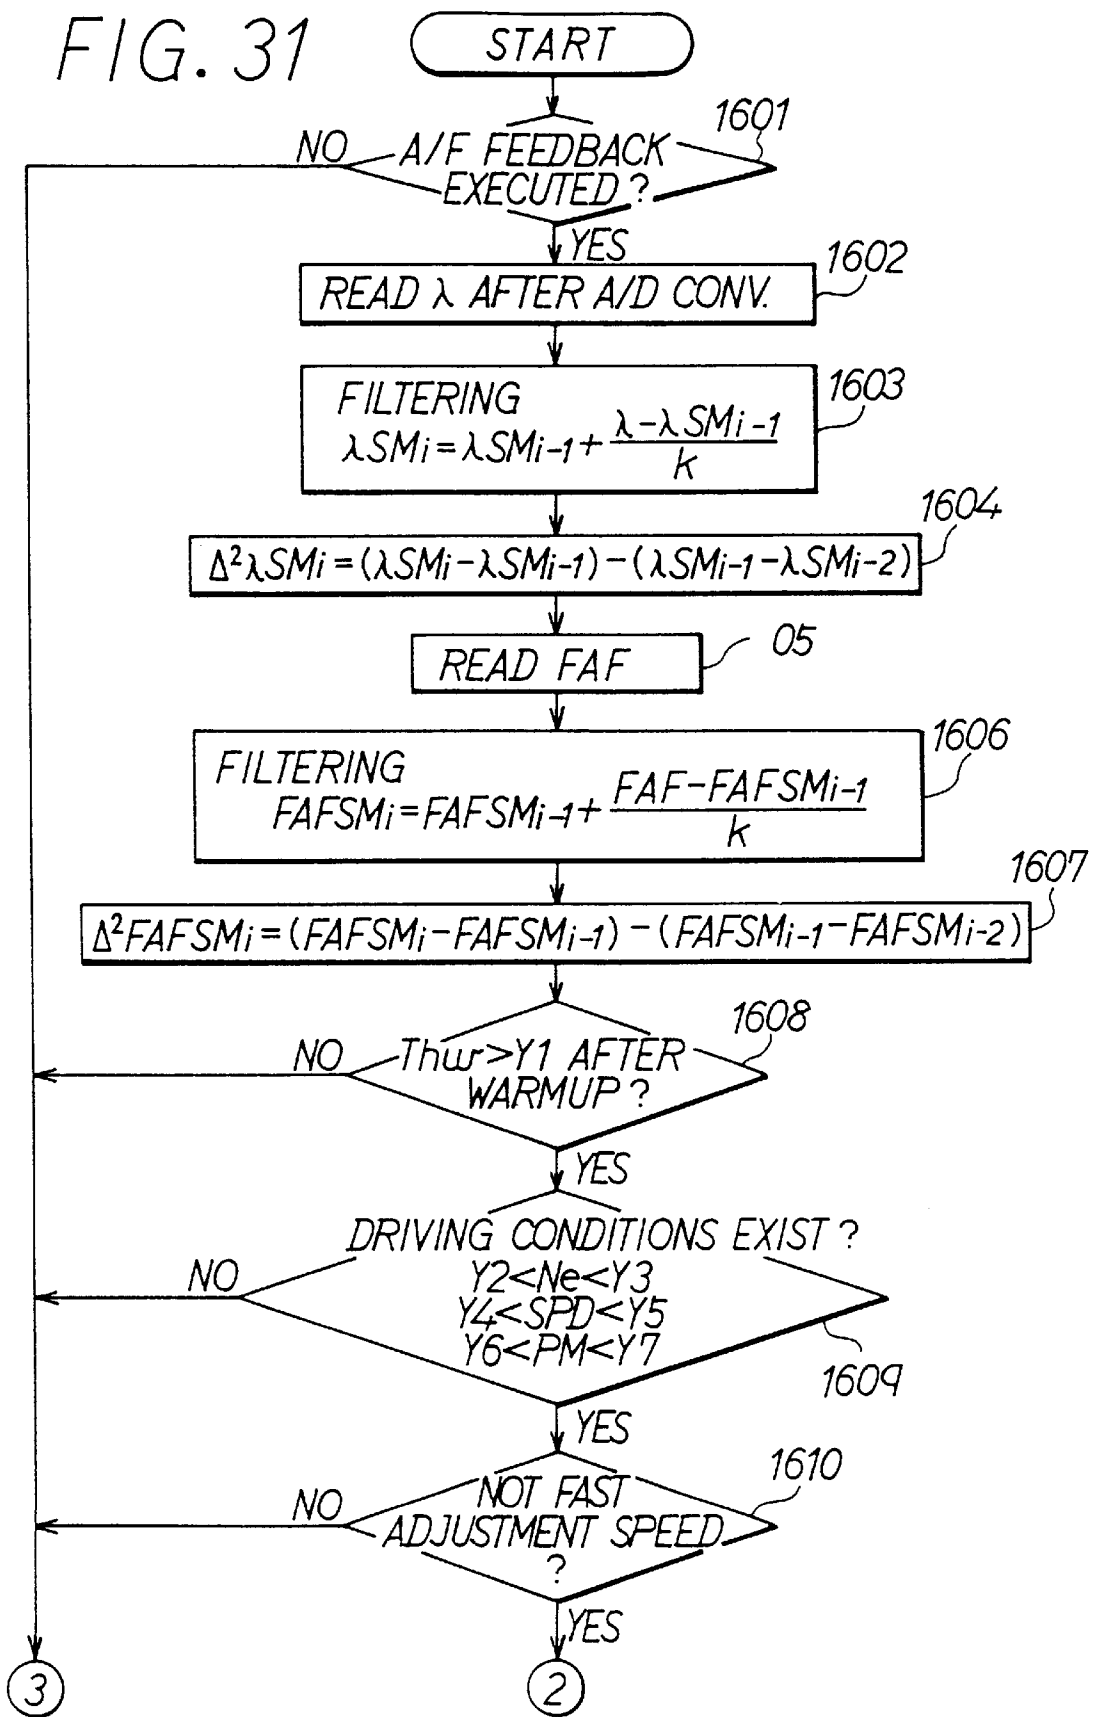 FIG. 31
START
1601
NO
A/F FEEDBACK
EXECUTED?
YES
1602
READ λ AFTER A/D CONV.
1603
FILTERING
λSMi=λSMi-1+(λ-λSMi-1)/k
1604
Δ²λSMi=(λSMi-λSMi-1)-(λSMi-1-λSMi-2)
05
READ FAF
1606
FILTERING
FAFSMi=FAFSMi-1+(FAF-FAFSMi-1)/k
1607
Δ²FAFSMi=(FAFSMi-FAFSMi-1)-(FAFSMi-1-FAFSMi-2)
1608
NO
Thw>Y1 AFTER
WARMUP?
YES
DRIVING CONDITIONS EXIST?
NO
Y2<Ne<Y3
Y4<SPD<Y5
Y6<PM<Y7
1609
YES
1610
NO
NOT FAST
ADJUSTMENT SPEED
?
YES
3
2